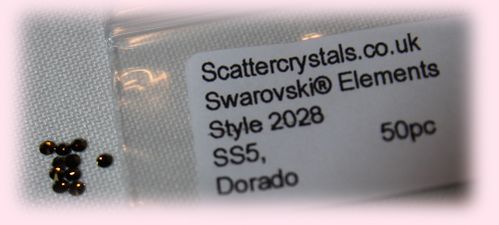 Scattercrystals.co.uk
Swarovski® Elements
Style 2028
SS5, 50pc
Dorado